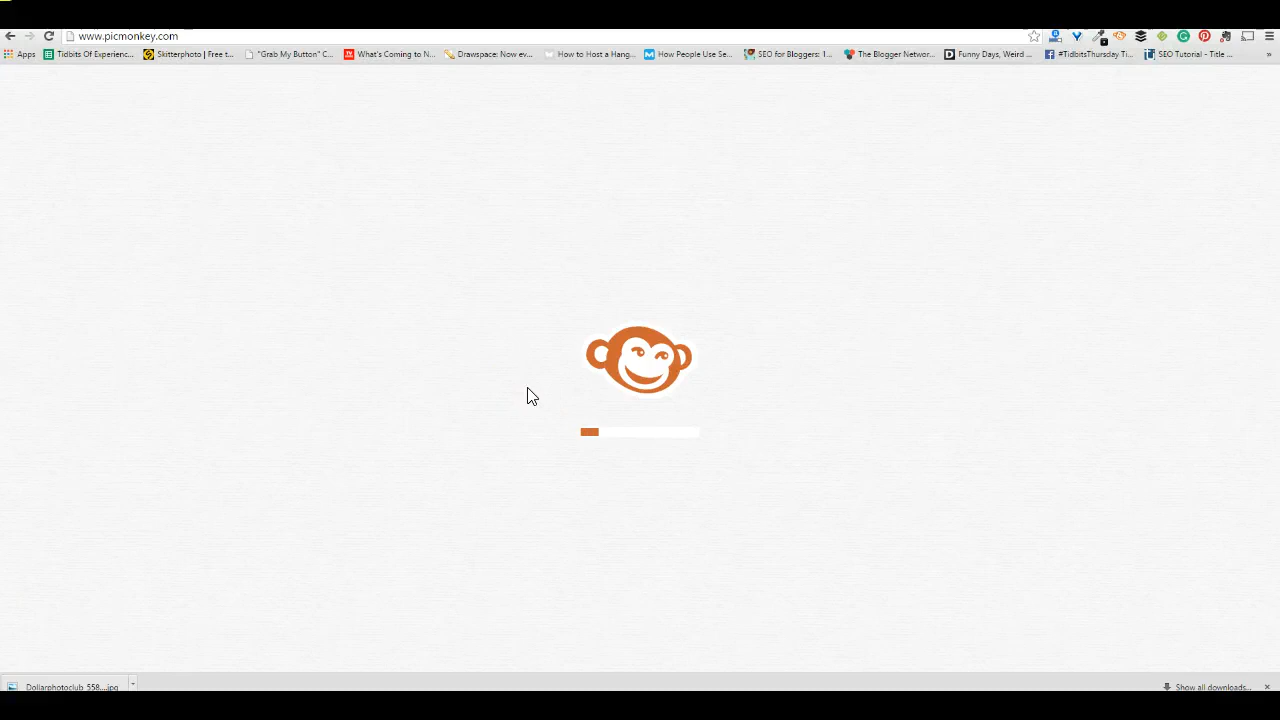 www.picmonkey.com
Apps Tidbits Of Experienc... Skitterphoto | Free t... "Grab My Button" C... What's Coming to N... Drawspace: Now ev... How to Host a Hang... How People Use Se... SEO for Bloggers: 1... The Blogger Networ... Funny Days, Weird ... #TidbitsThursday Ti... SEO Tutorial - Title ... »
Dollarphotoclub_558....jpg Show all downloads...